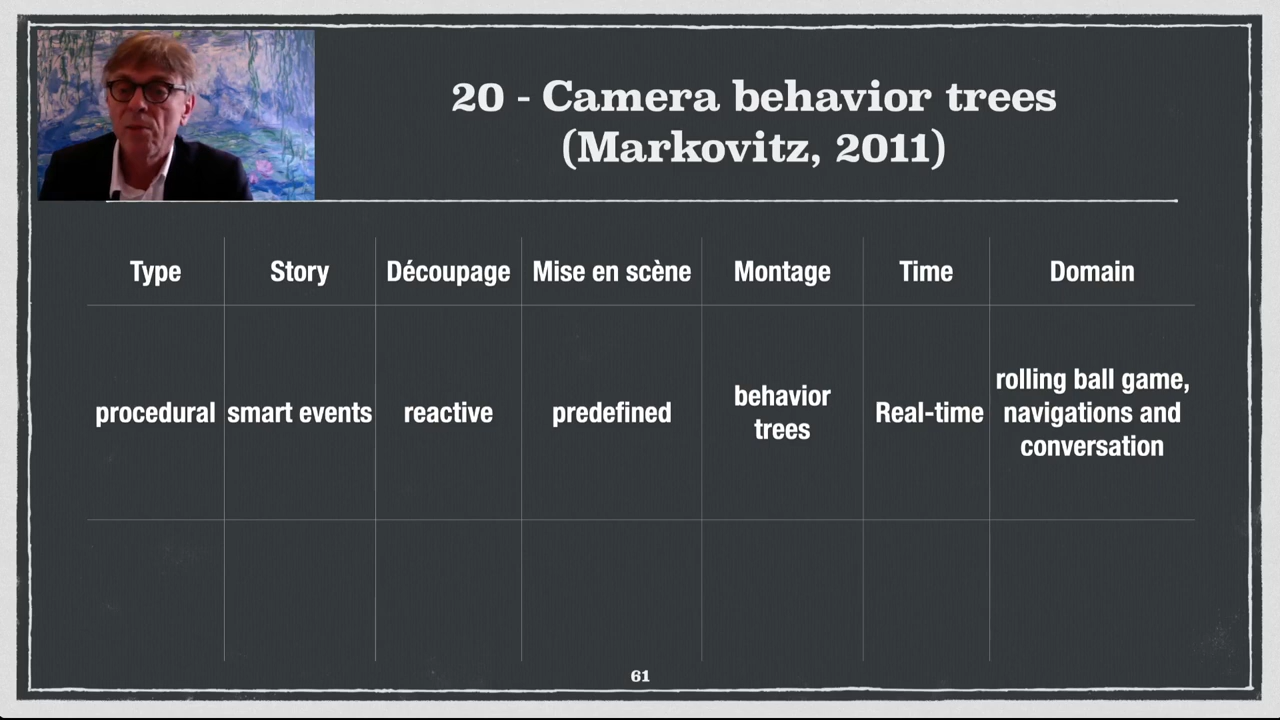 20 - Camera behavior trees
(Markovitz, 2011)
Type Story Découpage Mise en scène Montage Time Domain
procedural smart events reactive predefined behavior trees Real-time rolling ball game, navigations and conversation
61